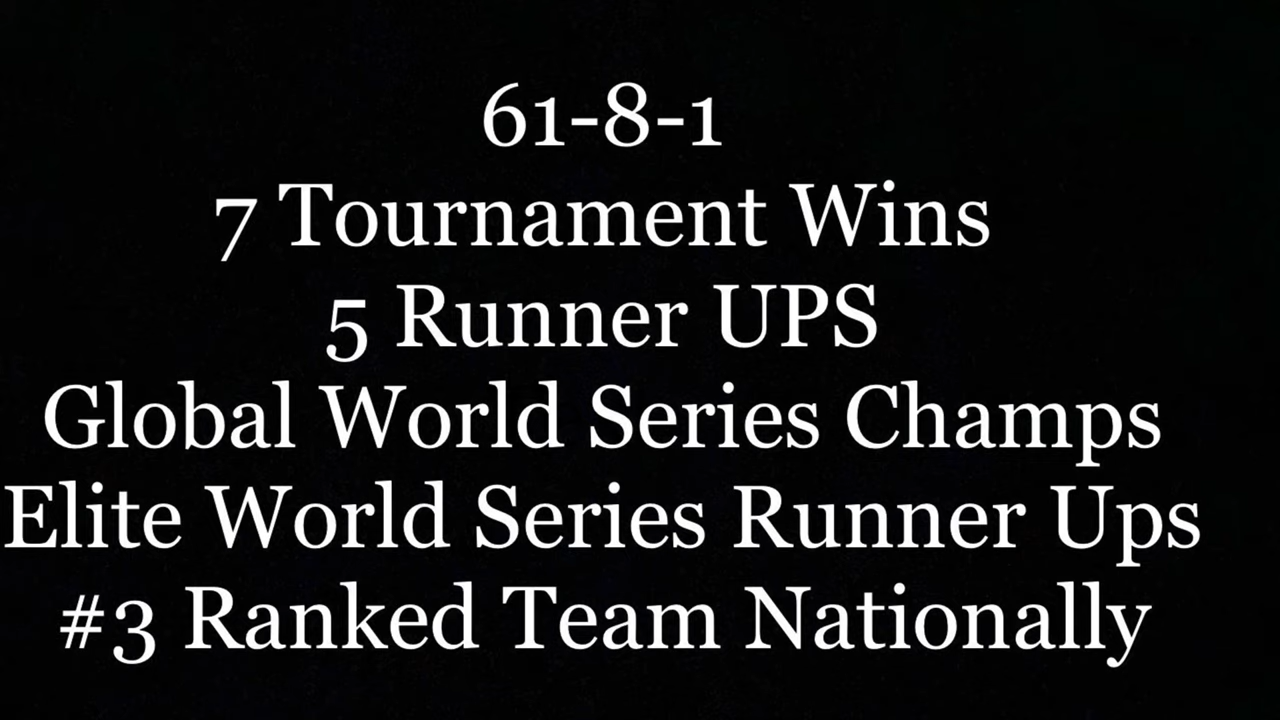 61-8-1
7 Tournament Wins
5 Runner UPS
Global World Series Champs
Elite World Series Runner Ups
#3 Ranked Team Nationally